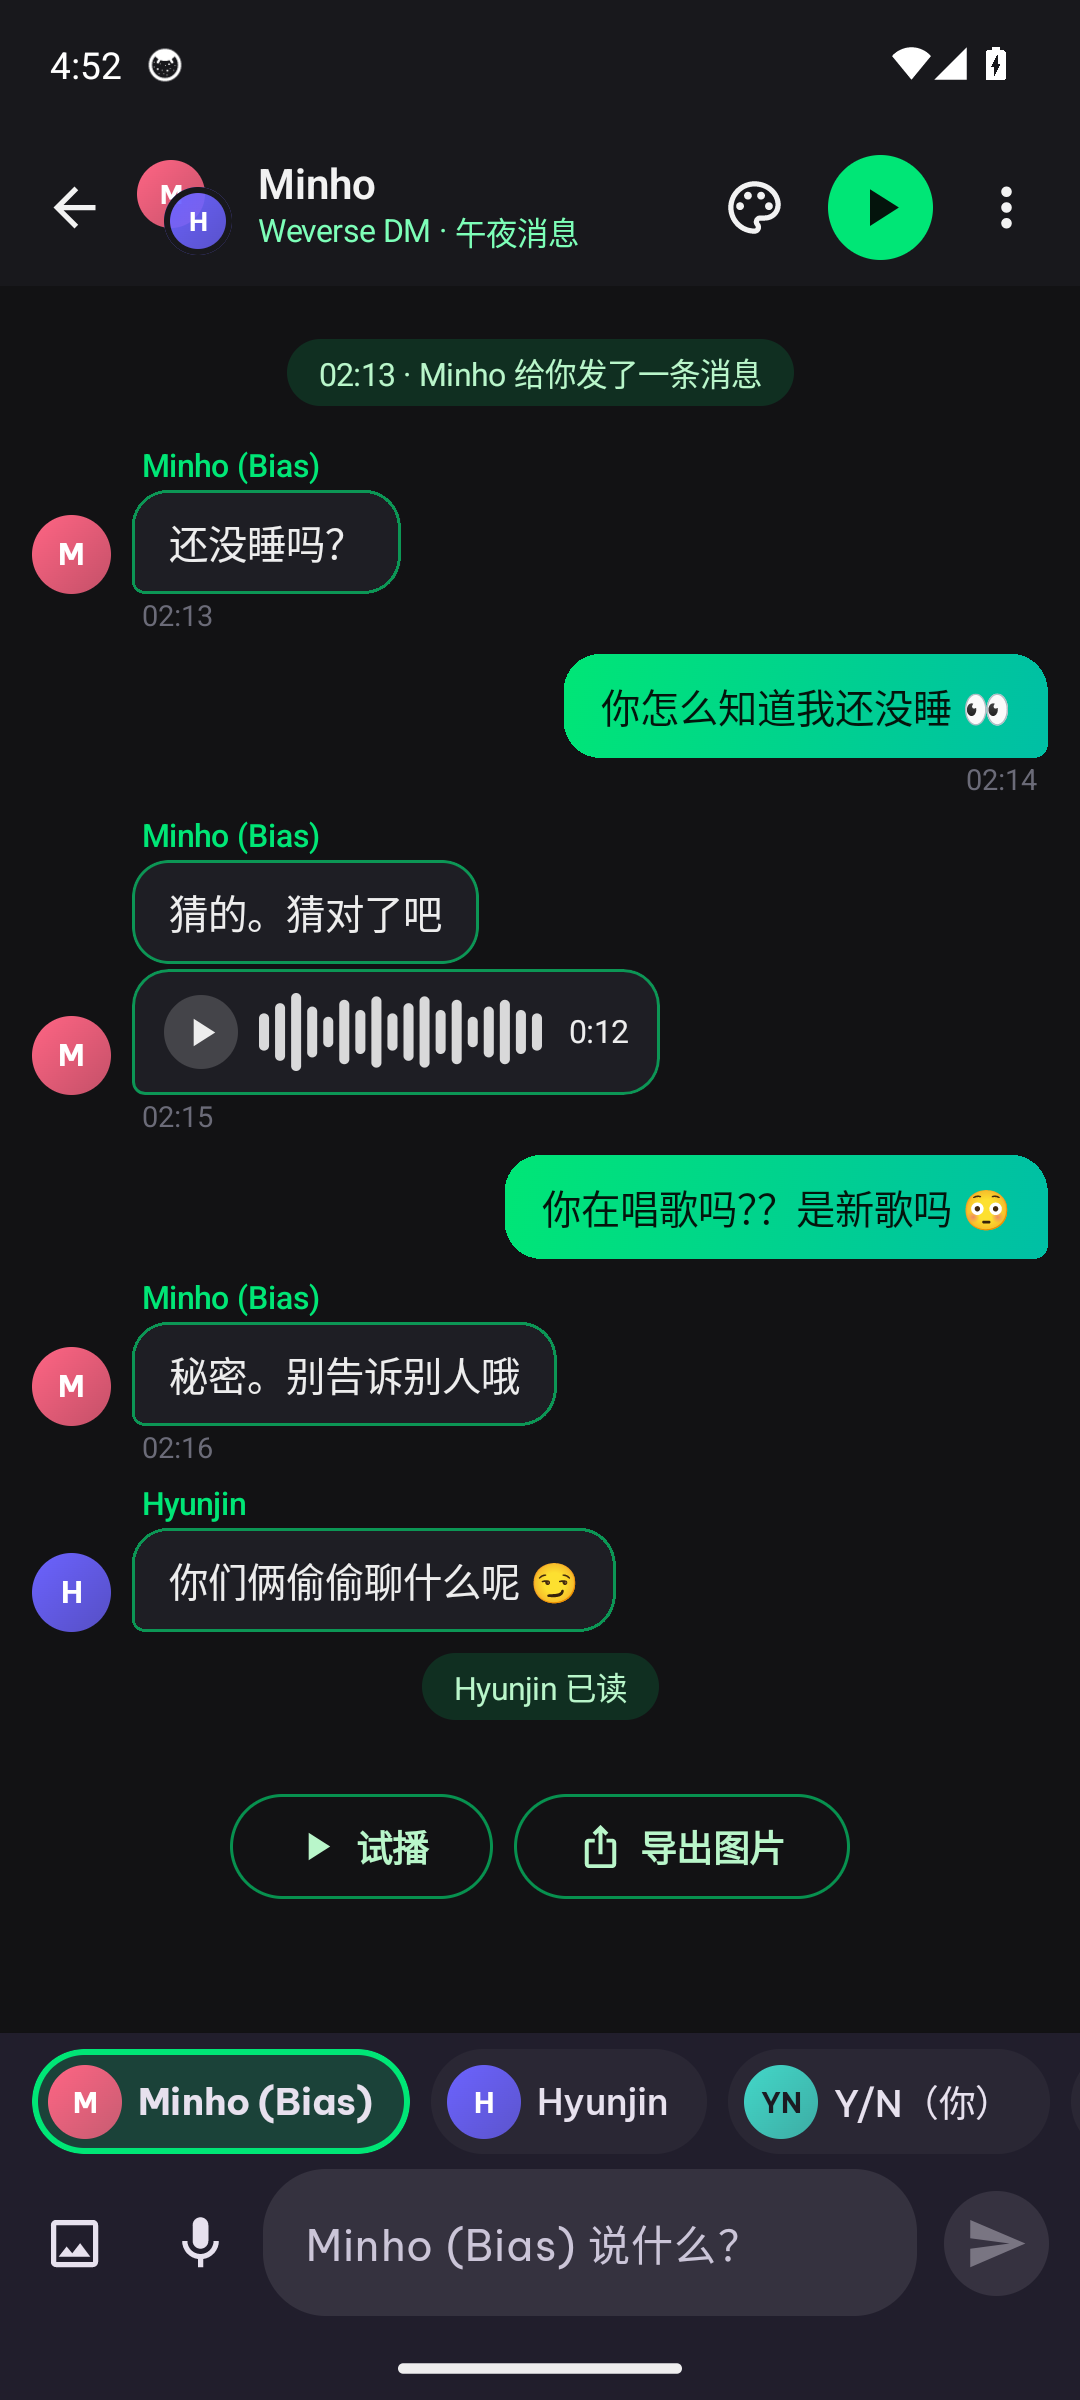 4:52
M
H
Minho
Weverse DM · 午夜消息
02:13 · Minho 给你发了一条消息
Minho (Bias)
M
还没睡吗？
02:13
你怎么知道我还没睡 👀
02:14
Minho (Bias)
猜的。猜对了吧
M
0:12
02:15
你在唱歌吗？？是新歌吗 😳
Minho (Bias)
M
秘密。别告诉别人哦
02:16
Hyunjin
H
你们俩偷偷聊什么呢 😏
Hyunjin 已读
试播
导出图片
M Minho (Bias)
H Hyunjin
YN Y/N（你）
Minho (Bias) 说什么？